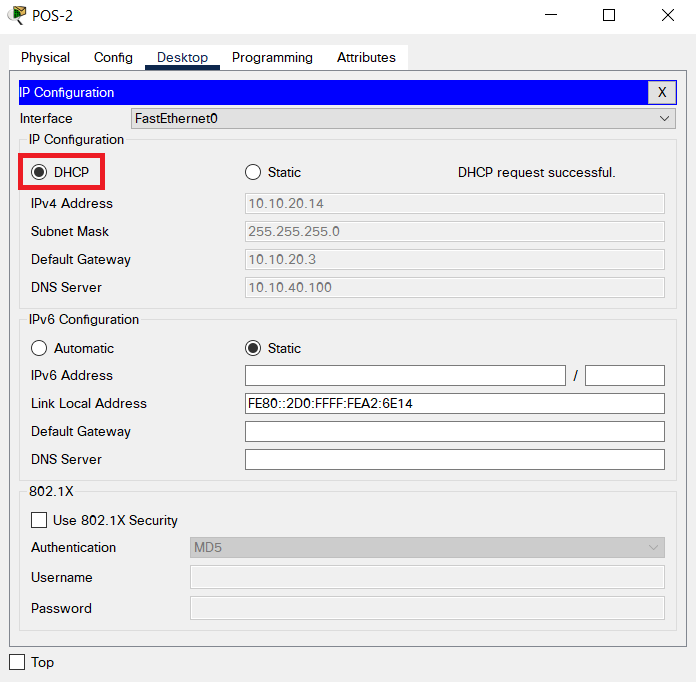 POS-2
Physical Config Desktop Programming Attributes
IP Configuration X
Interface FastEthernet0
IP Configuration
DHCP Static DHCP request successful.
IPv4 Address 10.10.20.14
Subnet Mask 255.255.255.0
Default Gateway 10.10.20.3
DNS Server 10.10.40.100
IPv6 Configuration
Automatic Static
IPv6 Address /
Link Local Address FE80::2D0:FFFF:FEA2:6E14
Default Gateway
DNS Server
802.1X
Use 802.1X Security
Authentication MD5
Username
Password
Top